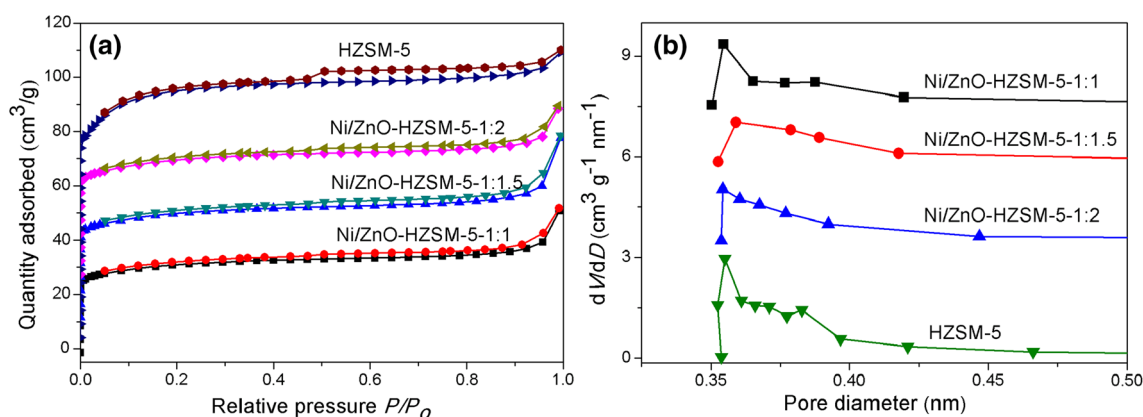 (a)
HZSM-5
Ni/ZnO-HZSM-5-1:2
Ni/ZnO-HZSM-5-1:1.5
Ni/ZnO-HZSM-5-1:1
Quantity adsorbed (cm³/g)
120
100
80
60
40
20
0
0.0 0.2 0.4 0.6 0.8 1.0
Relative pressure P/Po
(b)
Ni/ZnO-HZSM-5-1:1
Ni/ZnO-HZSM-5-1:1.5
Ni/ZnO-HZSM-5-1:2
HZSM-5
dV/dD (cm³ g⁻¹ nm⁻¹)
9
6
3
0
0.35 0.40 0.45 0.50
Pore diameter (nm)